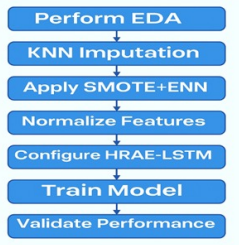 Perform EDA
KNN Imputation
Apply SMOTE+ENN
Normalize Features
Configure HRAE-LSTM
Train Model
Validate Performance